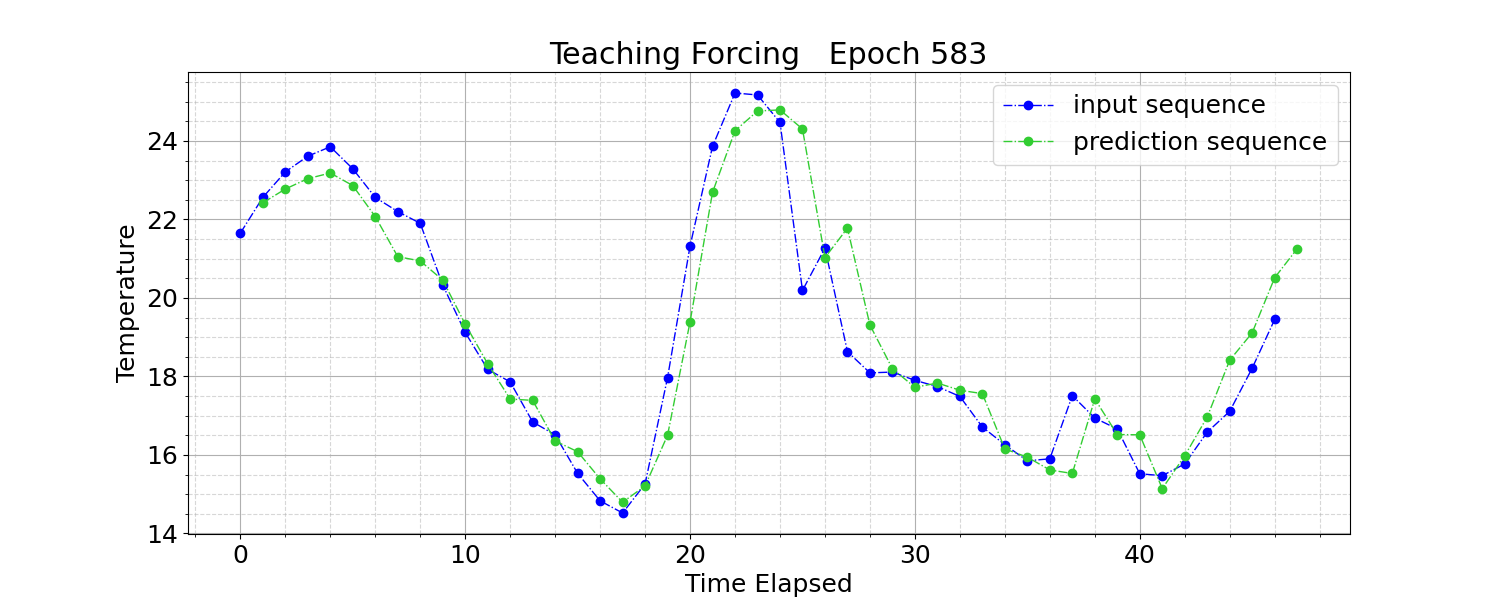 Teaching Forcing   Epoch 583
input sequence
prediction sequence
24
22
20
18
16
14
Temperature
0 10 20 30 40
Time Elapsed